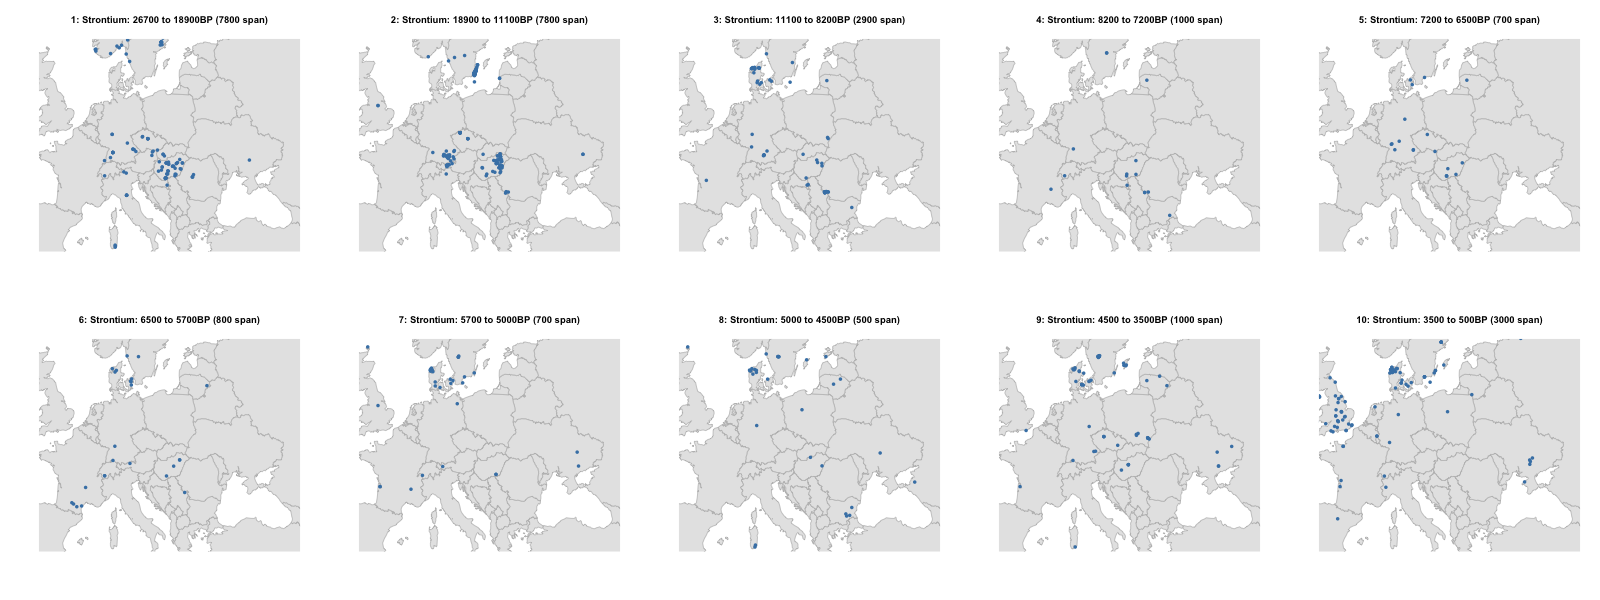 1: Strontium: 26700 to 18900BP (7800 span)
2: Strontium: 18900 to 11100BP (7800 span)
3: Strontium: 11100 to 8200BP (2900 span)
4: Strontium: 8200 to 7200BP (1000 span)
5: Strontium: 7200 to 6500BP (700 span)
6: Strontium: 6500 to 5700BP (800 span)
7: Strontium: 5700 to 5000BP (700 span)
8: Strontium: 5000 to 4500BP (500 span)
9: Strontium: 4500 to 3500BP (1000 span)
10: Strontium: 3500 to 500BP (3000 span)